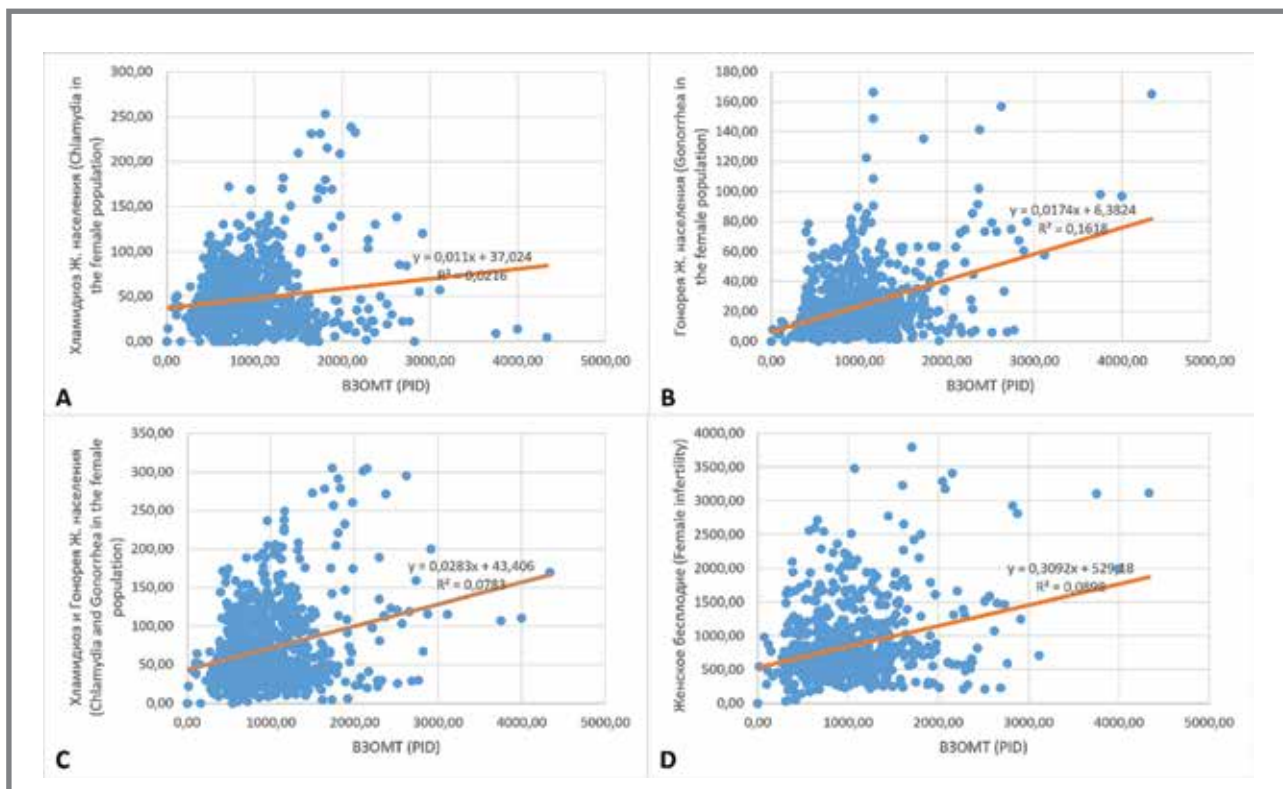 Хламидиоз Ж. населения (Chlamydia in
the female population)
300,00
250,00
200,00
150,00
100,00
50,00
0,00
y = 0,011x + 37,024
R² = 0,0216
0,00 1000,00 2000,00 3000,00 4000,00 5000,00
ВЗОМТ (PID)
A
Гонорея Ж. населения (Gonorrhea in
the female population)
180,00
160,00
140,00
120,00
100,00
80,00
60,00
40,00
20,00
0,00
y = 0,0174x + 6,3824
R² = 0,1618
0,00 1000,00 2000,00 3000,00 4000,00 5000,00
ВЗОМТ (PID)
B
Хламидиоз и Гонорея Ж. населения
(Chlamydia and Gonorrhea in the female
population)
350,00
300,00
250,00
200,00
150,00
100,00
50,00
0,00
y = 0,0283x + 43,406
R² = 0,0783
0,00 1000,00 2000,00 3000,00 4000,00 5000,00
ВЗОМТ (PID)
C
Женское бесплодие (Female infertility)
4000,00
3500,00
3000,00
2500,00
2000,00
1500,00
1000,00
500,00
0,00
y = 0,3092x + 529,18
R² = 0,0898
0,00 1000,00 2000,00 3000,00 4000,00 5000,00
ВЗОМТ (PID)
D